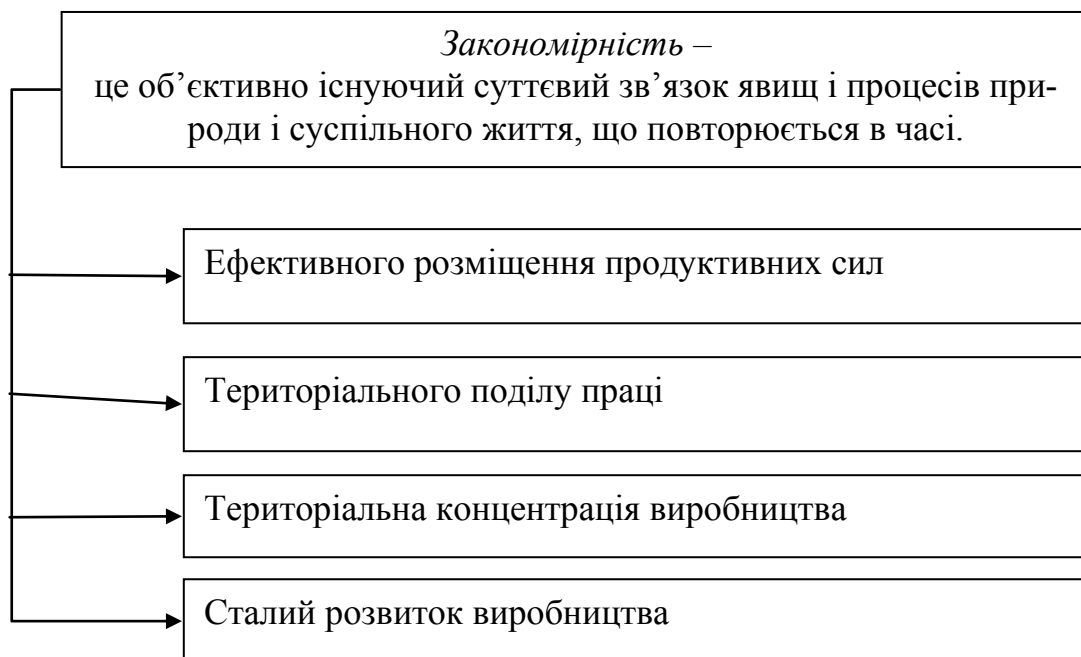 Закономірність –
це об’єктивно існуючий суттєвий зв’язок явищ і процесів при-
роди і суспільного життя, що повторюється в часі.
Ефективного розміщення продуктивних сил
Територіального поділу праці
Територіальна концентрація виробництва
Сталий розвиток виробництва